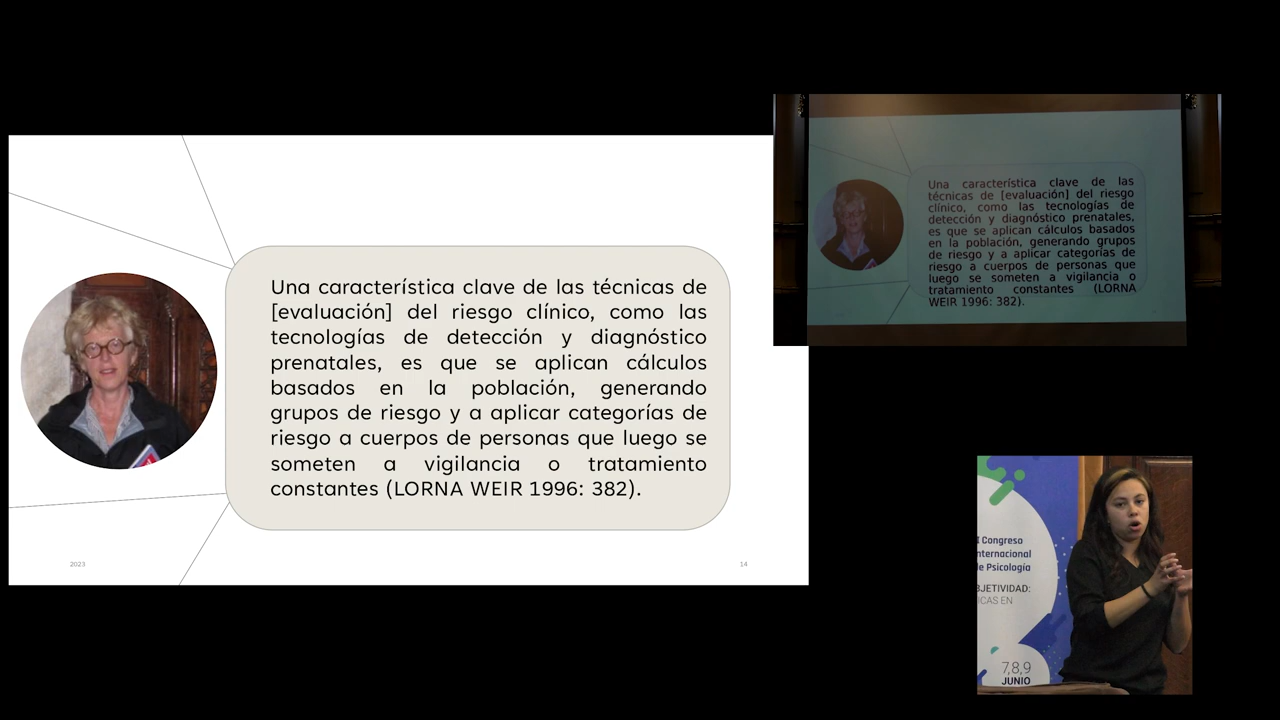 Una característica clave de las técnicas de
[evaluación] del riesgo clínico, como las
tecnologías de detección y diagnóstico
prenatales, es que se aplican cálculos
basados en la población, generando
grupos de riesgo y a aplicar categorías de
riesgo a cuerpos de personas que luego se
someten a vigilancia o tratamiento
constantes (LORNA WEIR 1996: 382).
2023
14
Una característica clave de las
técnicas de [evaluación] del riesgo
clínico, como las tecnologías de
detección y diagnóstico prenatales,
es que se aplican cálculos basados
en la población, generando grupos
de riesgo y a aplicar categorías de
riesgo a cuerpos de personas que
luego se someten a vigilancia o
tratamiento constantes (LORNA
WEIR 1996: 382).
I Congreso
nternacional
de Psicología
BJETIVIDAD:
ICAS EN
7,8,9
JUNIO